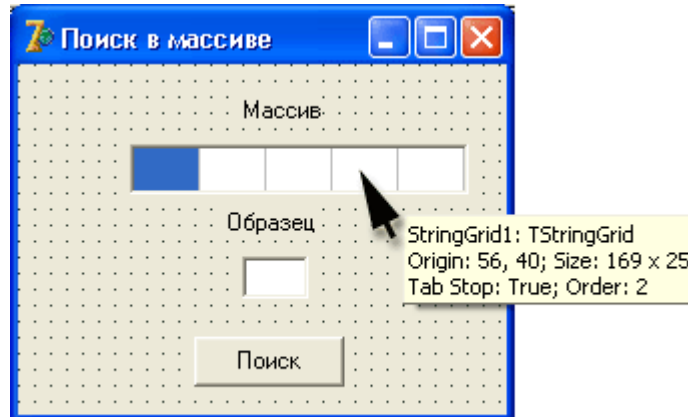 Поиск в массиве
Массив
Образец
StringGrid1: TStringGrid
Origin: 56, 40; Size: 169 x 25
Tab Stop: True; Order: 2
Поиск